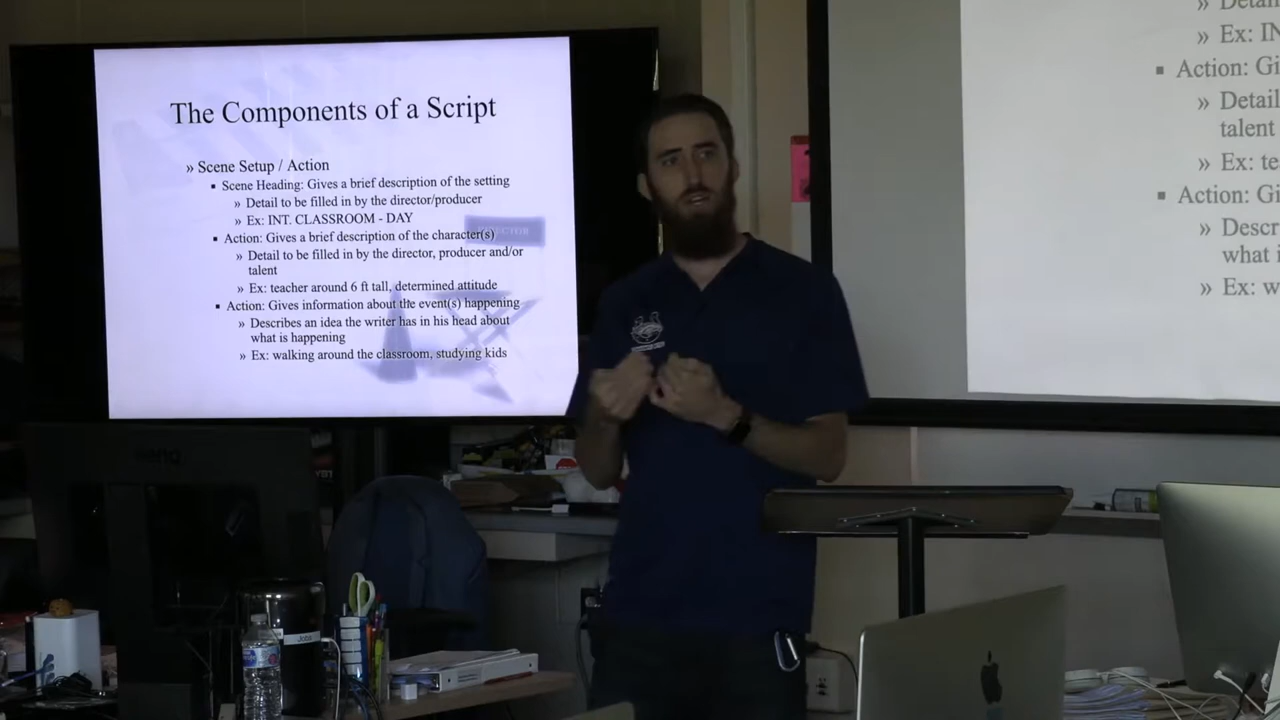 The Components of a Script
» Scene Setup / Action
▪ Scene Heading: Gives a brief description of the setting
» Detail to be filled in by the director/producer
» Ex: INT. CLASSROOM - DAY
▪ Action: Gives a brief description of the character(s)
» Detail to be filled in by the director, producer and/or
talent
» Ex: teacher around 6 ft tall, determined attitude
▪ Action: Gives information about the event(s) happening
» Describes an idea the writer has in his head about
what is happening
» Ex: walking around the classroom, studying kids
» Detail
» Ex: IN
▪ Action: Gi
» Detail
talent
» Ex: te
▪ Action: Gi
» Descr
what i
» Ex: w
BenQ
Jobs